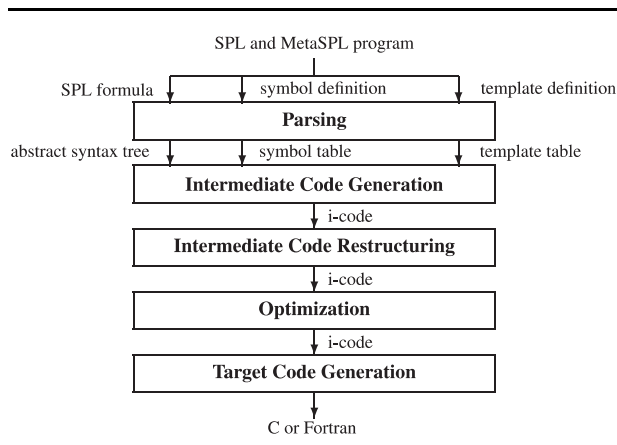 SPL and MetaSPL program
SPL formula symbol definition template definition
Parsing
abstract syntax tree symbol table template table
Intermediate Code Generation
i-code
Intermediate Code Restructuring
i-code
Optimization
i-code
Target Code Generation
C or Fortran